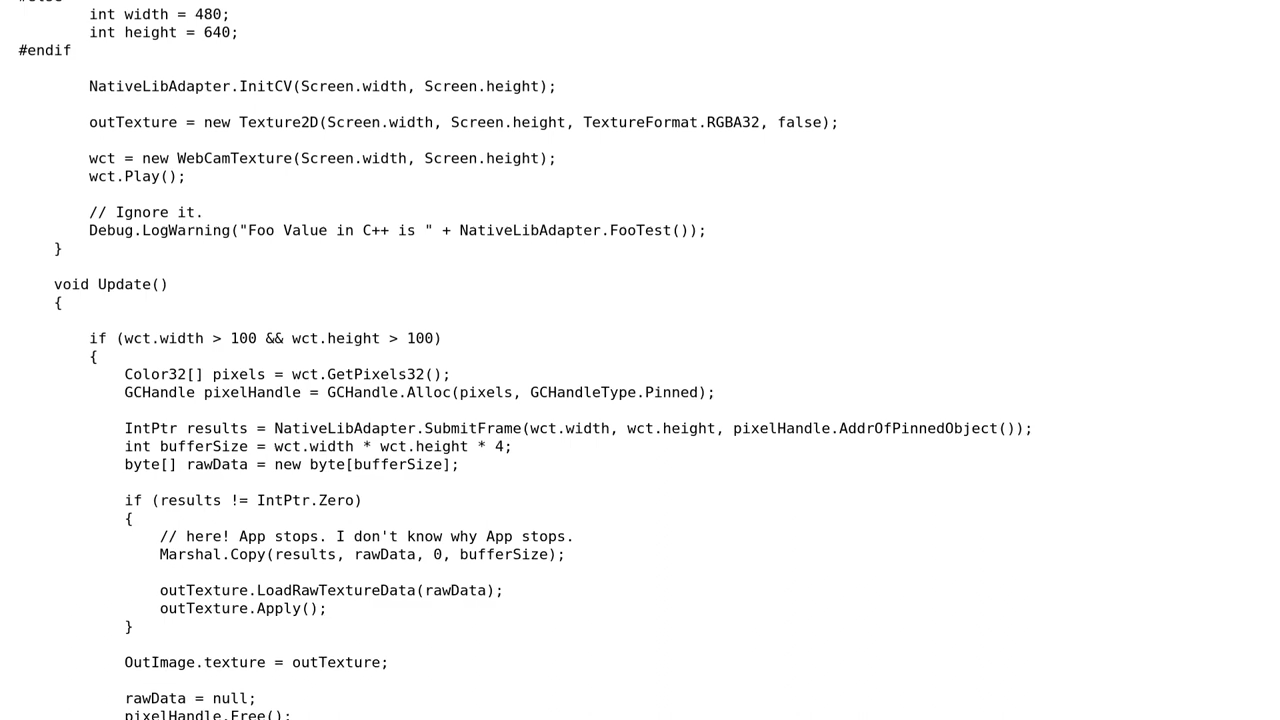 #else
int width = 480;
int height = 640;
#endif
NativeLibAdapter.InitCV(Screen.width, Screen.height);
outTexture = new Texture2D(Screen.width, Screen.height, TextureFormat.RGBA32, false);
wct = new WebCamTexture(Screen.width, Screen.height);
wct.Play();
// Ignore it.
Debug.LogWarning("Foo Value in C++ is " + NativeLibAdapter.FooTest());
}
void Update()
{
if (wct.width > 100 && wct.height > 100)
{
Color32[] pixels = wct.GetPixels32();
GCHandle pixelHandle = GCHandle.Alloc(pixels, GCHandleType.Pinned);
IntPtr results = NativeLibAdapter.SubmitFrame(wct.width, wct.height, pixelHandle.AddrOfPinnedObject());
int bufferSize = wct.width * wct.height * 4;
byte[] rawData = new byte[bufferSize];
if (results != IntPtr.Zero)
{
// here! App stops. I don't know why App stops.
Marshal.Copy(results, rawData, 0, bufferSize);
outTexture.LoadRawTextureData(rawData);
outTexture.Apply();
}
OutImage.texture = outTexture;
rawData = null;
pixelHandle.Free();